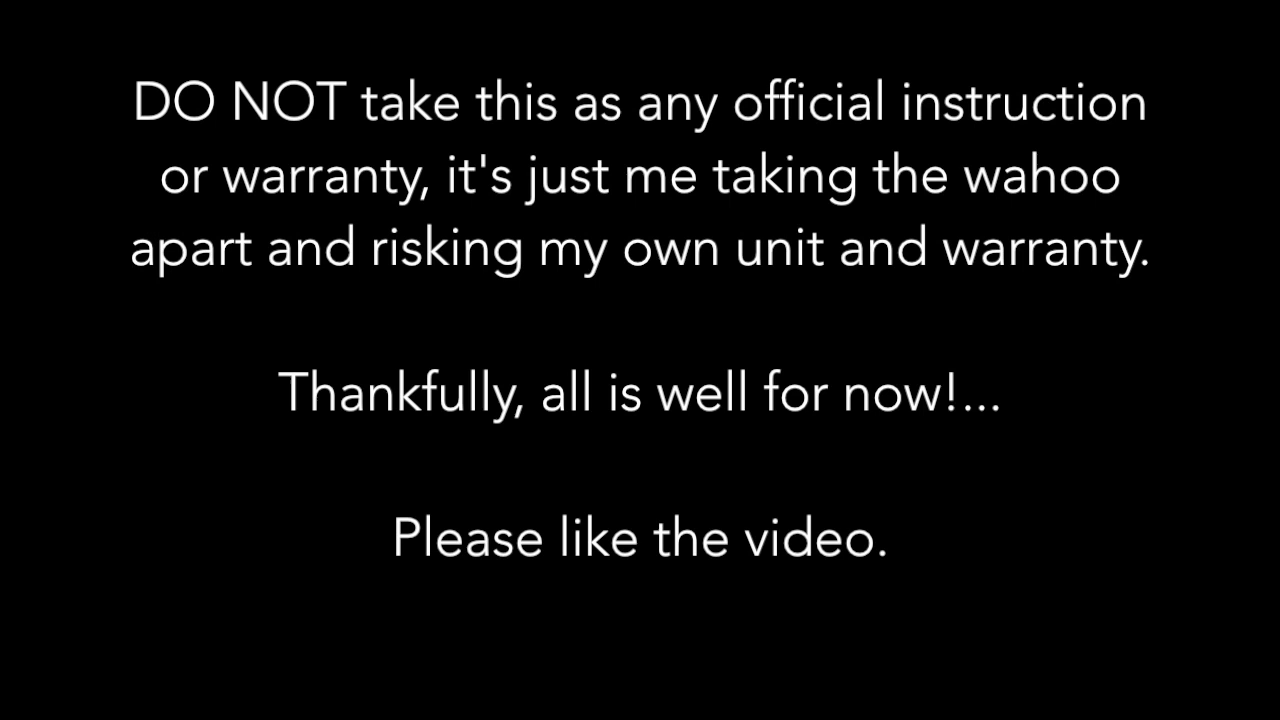 DO NOT take this as any official instruction
or warranty, it's just me taking the wahoo
apart and risking my own unit and warranty.
Thankfully, all is well for now!...
Please like the video.